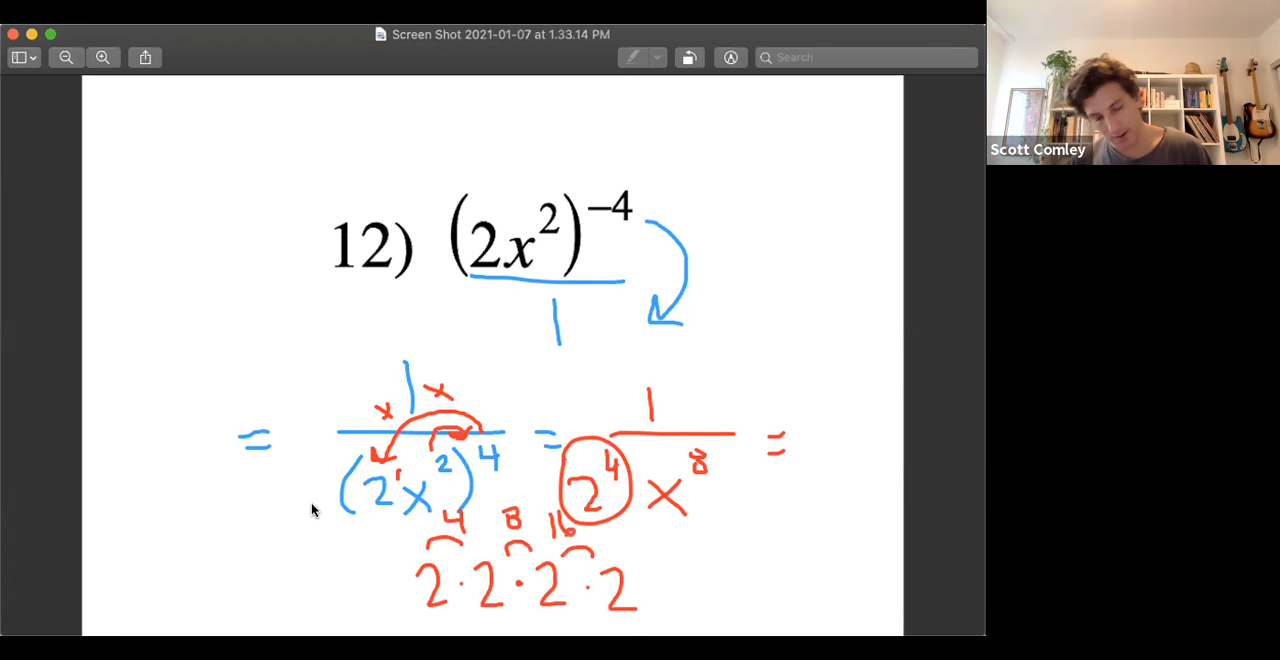 Screen Shot 2021-01-07 at 1.33.14 PM
Search
Scott Comley
12) (2x²)⁻⁴
1
1 1
x x
= (2¹x²)⁴ = 2⁴ x⁸ =
4 8 16
2 · 2 · 2 · 2